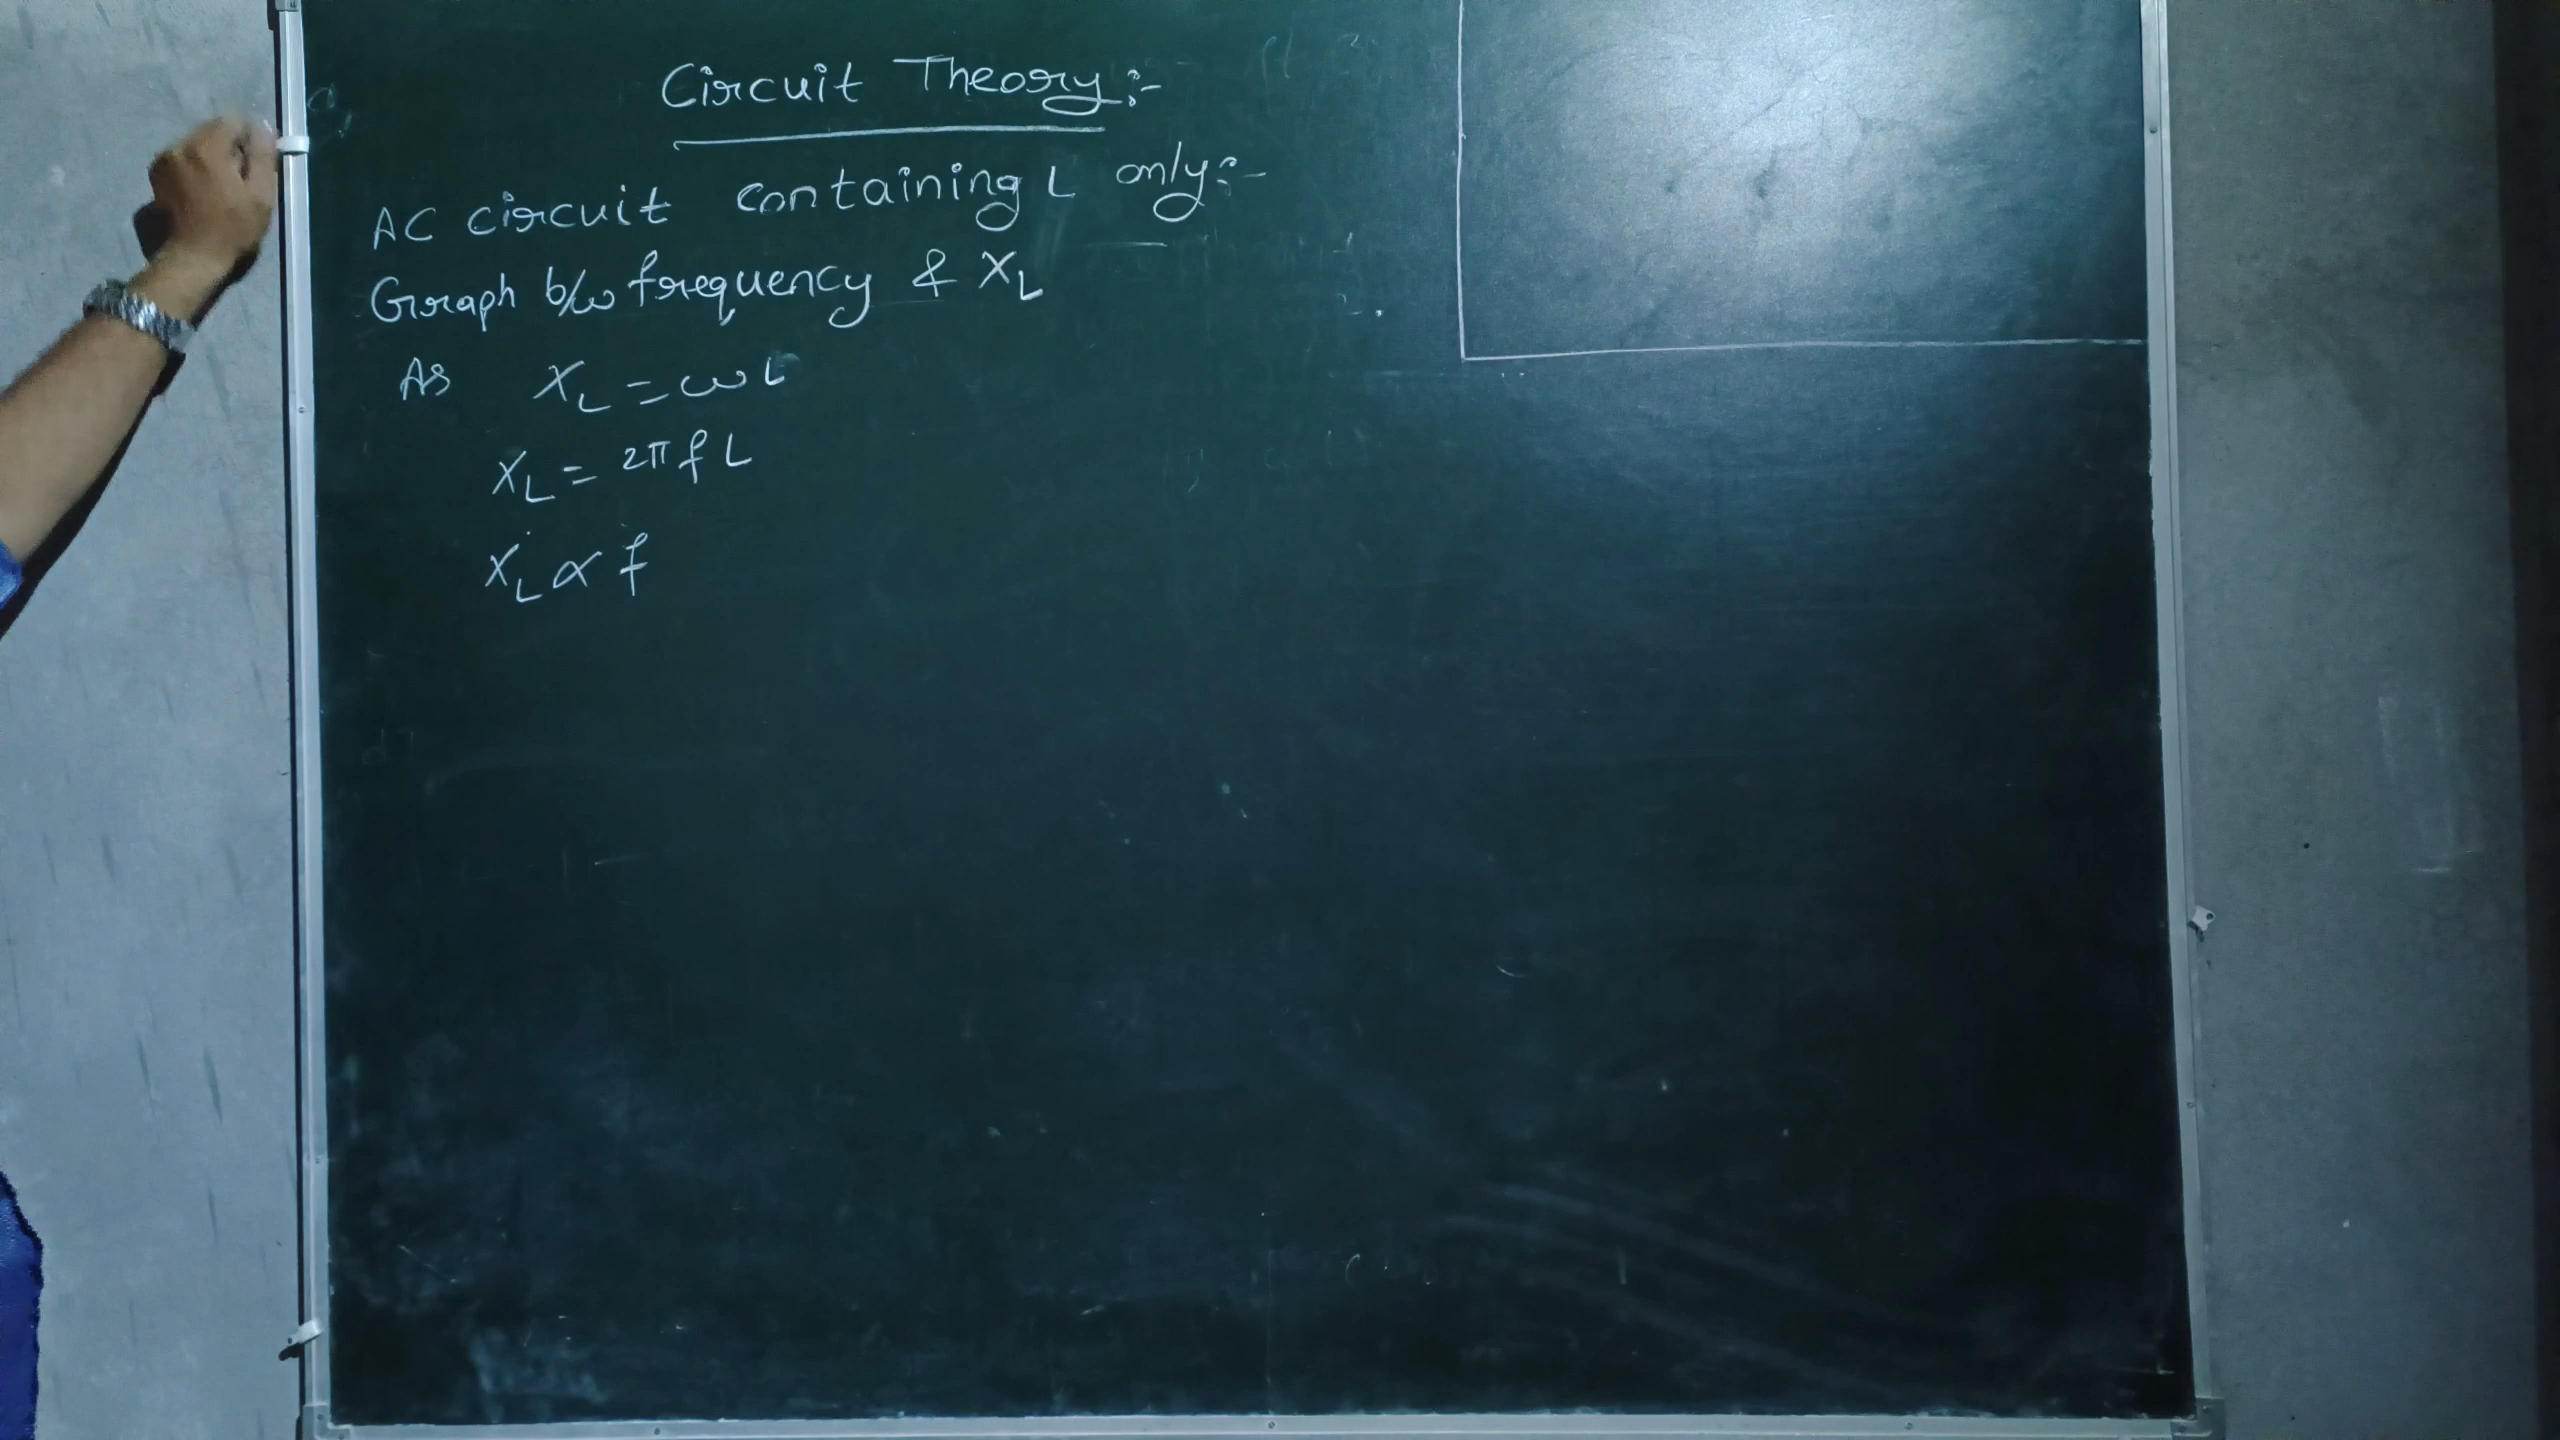 Circuit Theory:-
AC circuit containing L only:-
Graph b/w frequency & X_L
As X_L = ωL
X_L = 2πfL
X_L ∝ f